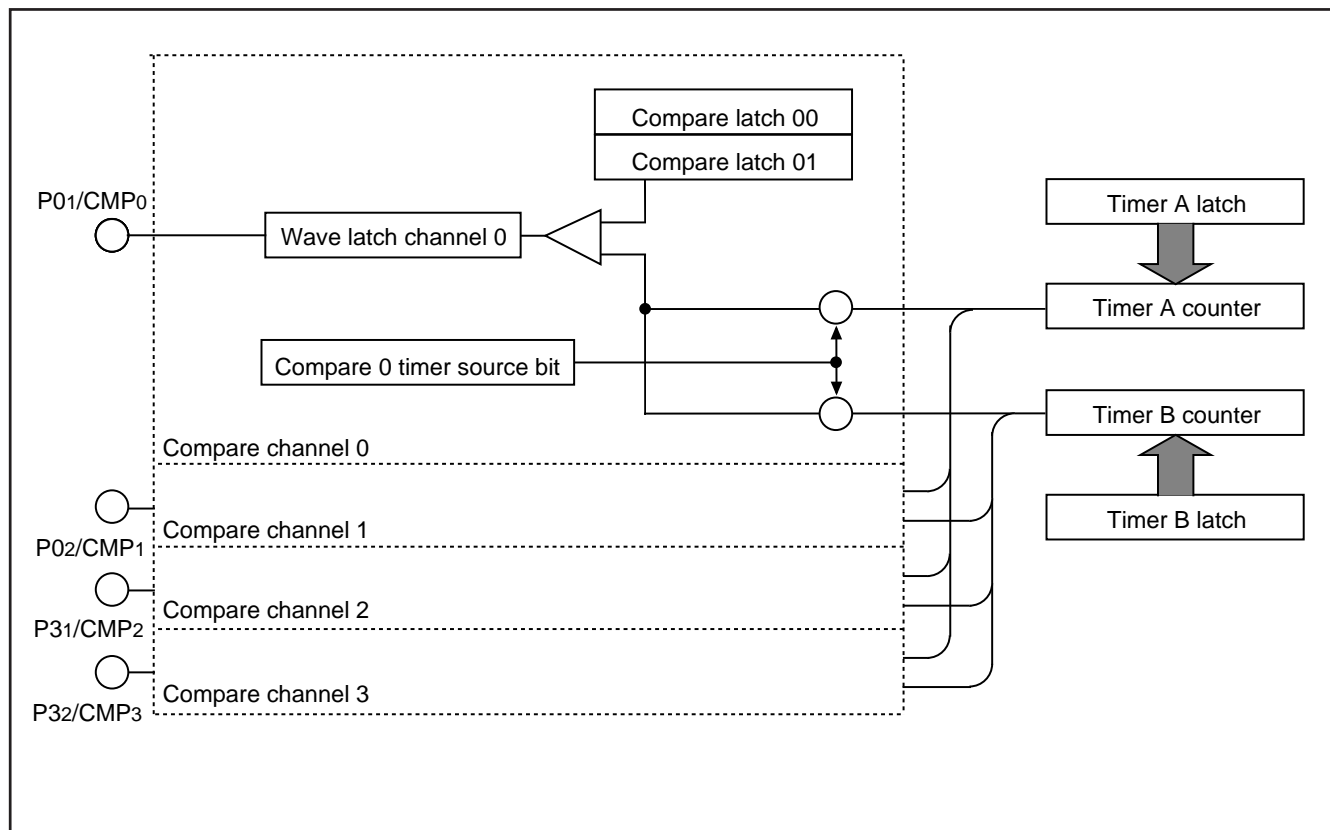 Compare latch 00
Compare latch 01
P01/CMP0
Wave latch channel 0
Timer A latch
Timer A counter
Compare 0 timer source bit
Timer B counter
Compare channel 0
Timer B latch
Compare channel 1
P02/CMP1
Compare channel 2
P31/CMP2
Compare channel 3
P32/CMP3